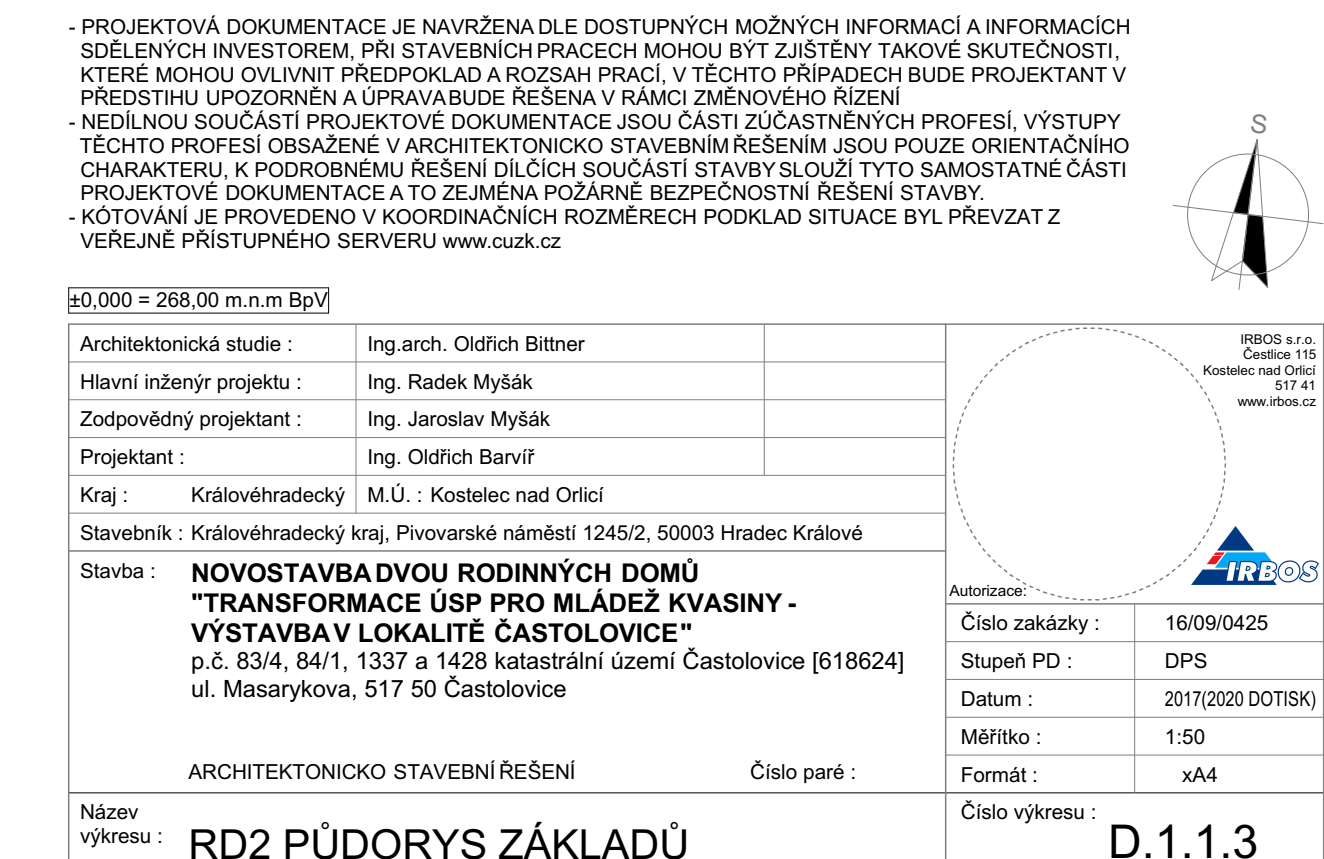 - PROJEKTOVÁ DOKUMENTACE JE NAVRŽENA DLE DOSTUPNÝCH MOŽNÝCH INFORMACÍ A INFORMACÍCH
SDĚLENÝCH INVESTOREM, PŘI STAVEBNÍCH PRACECH MOHOU BÝT ZJIŠTĚNY TAKOVÉ SKUTEČNOSTI,
KTERÉ MOHOU OVLIVNIT PŘEDPOKLAD A ROZSAH PRACÍ, V TĚCHTO PŘÍPADECH BUDE PROJEKTANT V
PŘEDSTIHU UPOZORNĚN A ÚPRAVA BUDE ŘEŠENA V RÁMCI ZMĚNOVÉHO ŘÍZENÍ
- NEDÍLNOU SOUČÁSTÍ PROJEKTOVÉ DOKUMENTACE JSOU ČÁSTI ZÚČASTNĚNÝCH PROFESÍ, VÝSTUPY
TĚCHTO PROFESÍ OBSAŽENÉ V ARCHITEKTONICKO STAVEBNÍM ŘEŠENÍM JSOU POUZE ORIENTAČNÍHO
CHARAKTERU, K PODROBNÉMU ŘEŠENÍ DÍLČÍCH SOUČÁSTÍ STAVBY SLOUŽÍ TYTO SAMOSTATNÉ ČÁSTI
PROJEKTOVÉ DOKUMENTACE A TO ZEJMÉNA POŽÁRNĚ BEZPEČNOSTNÍ ŘEŠENÍ STAVBY.
- KÓTOVÁNÍ JE PROVEDENO V KOORDINAČNÍCH ROZMĚRECH PODKLAD SITUACE BYL PŘEVZAT Z
VEŘEJNĚ PŘÍSTUPNÉHO SERVERU www.cuzk.cz
S
±0,000 = 268,00 m.n.m BpV
Architektonická studie : Ing.arch. Oldřich Bittner
Hlavní inženýr projektu : Ing. Radek Myšák
Zodpovědný projektant : Ing. Jaroslav Myšák
Projektant : Ing. Oldřich Barvíř
Kraj : Královéhradecký M.Ú. : Kostelec nad Orlicí
Stavebník : Královéhradecký kraj, Pivovarské náměstí 1245/2, 50003 Hradec Králové
IRBOS s.r.o.
Čestlice 115
Kostelec nad Orlicí
517 41
www.irbos.cz
IRBOS
Autorizace:
Stavba : NOVOSTAVBA DVOU RODINNÝCH DOMŮ
"TRANSFORMACE ÚSP PRO MLÁDEŽ KVASINY -
VÝSTAVBA V LOKALITĚ ČASTOLOVICE"
p.č. 83/4, 84/1, 1337 a 1428 katastrální území Častolovice [618624]
ul. Masarykova, 517 50 Častolovice
ARCHITEKTONICKO STAVEBNÍ ŘEŠENÍ Číslo paré :
Číslo zakázky : 16/09/0425
Stupeň PD : DPS
Datum : 2017(2020 DOTISK)
Měřítko : 1:50
Formát : xA4
Název
výkresu : RD2 PŮDORYS ZÁKLADŮ
Číslo výkresu :
D.1.1.3